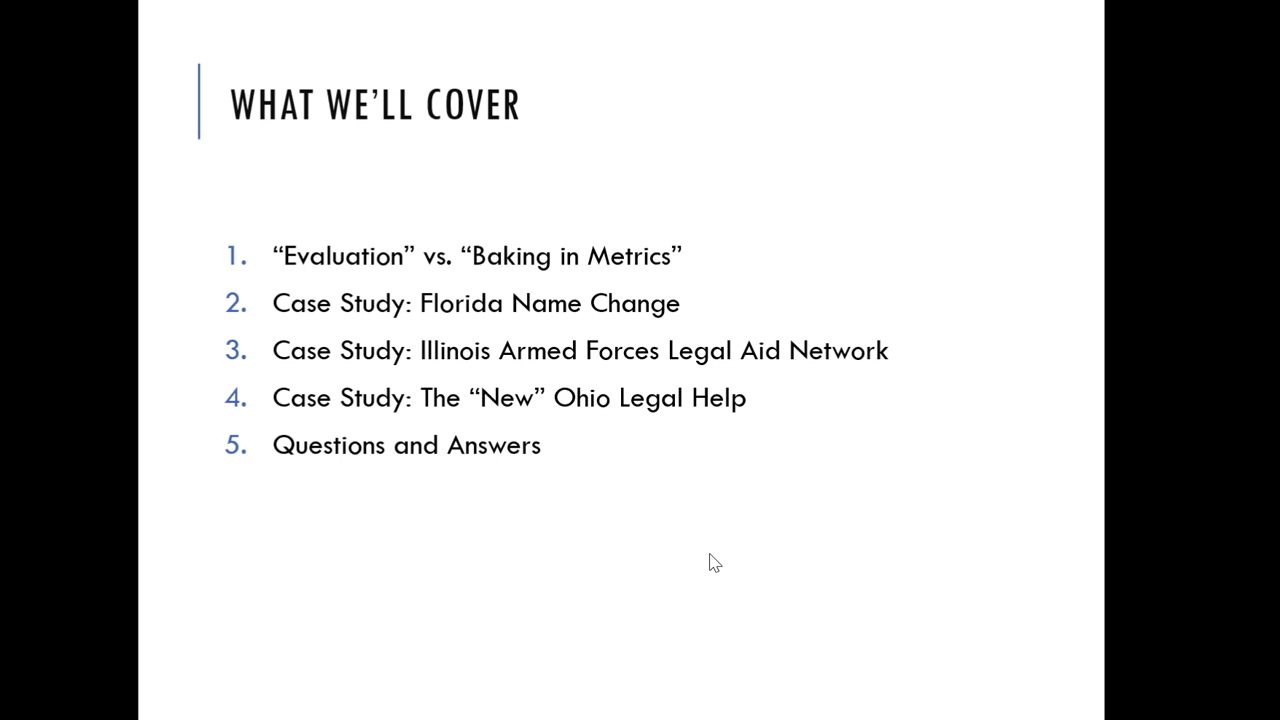 WHAT WE’LL COVER
1. “Evaluation” vs. “Baking in Metrics”
2. Case Study: Florida Name Change
3. Case Study: Illinois Armed Forces Legal Aid Network
4. Case Study: The “New” Ohio Legal Help
5. Questions and Answers